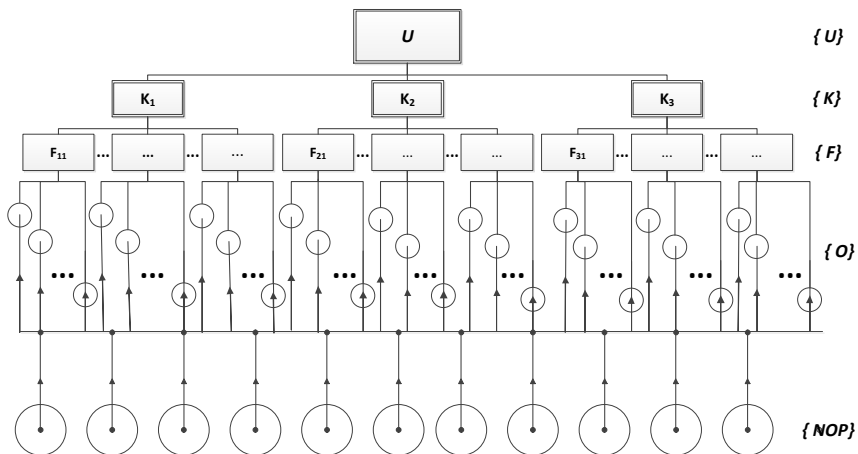 U { U}
K₁ K₂ K₃ { K}
F₁₁ ... ... ... ... F₂₁ ... ... ... ... F₃₁ ... ... ... ... { F}
... ... ... ... ... ... ... ... ... { O}
{ NOP}